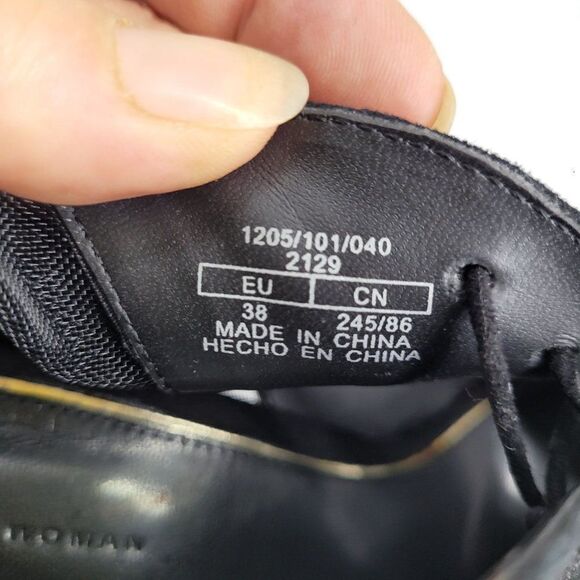 1205/101/040
2129
EU CN
38 245/86
MADE IN CHINA
HECHO EN CHINA
WOMAN